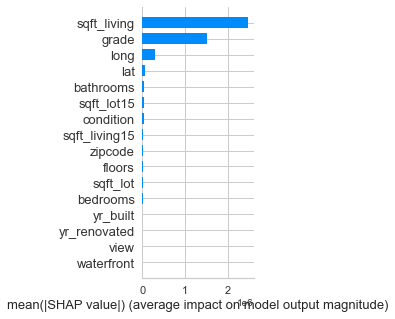 sqft_living
grade
long
lat
bathrooms
sqft_lot15
condition
sqft_living15
zipcode
floors
sqft_lot
bedrooms
yr_built
yr_renovated
view
waterfront
0 1 2
1e6
mean(|SHAP value|) (average impact on model output magnitude)